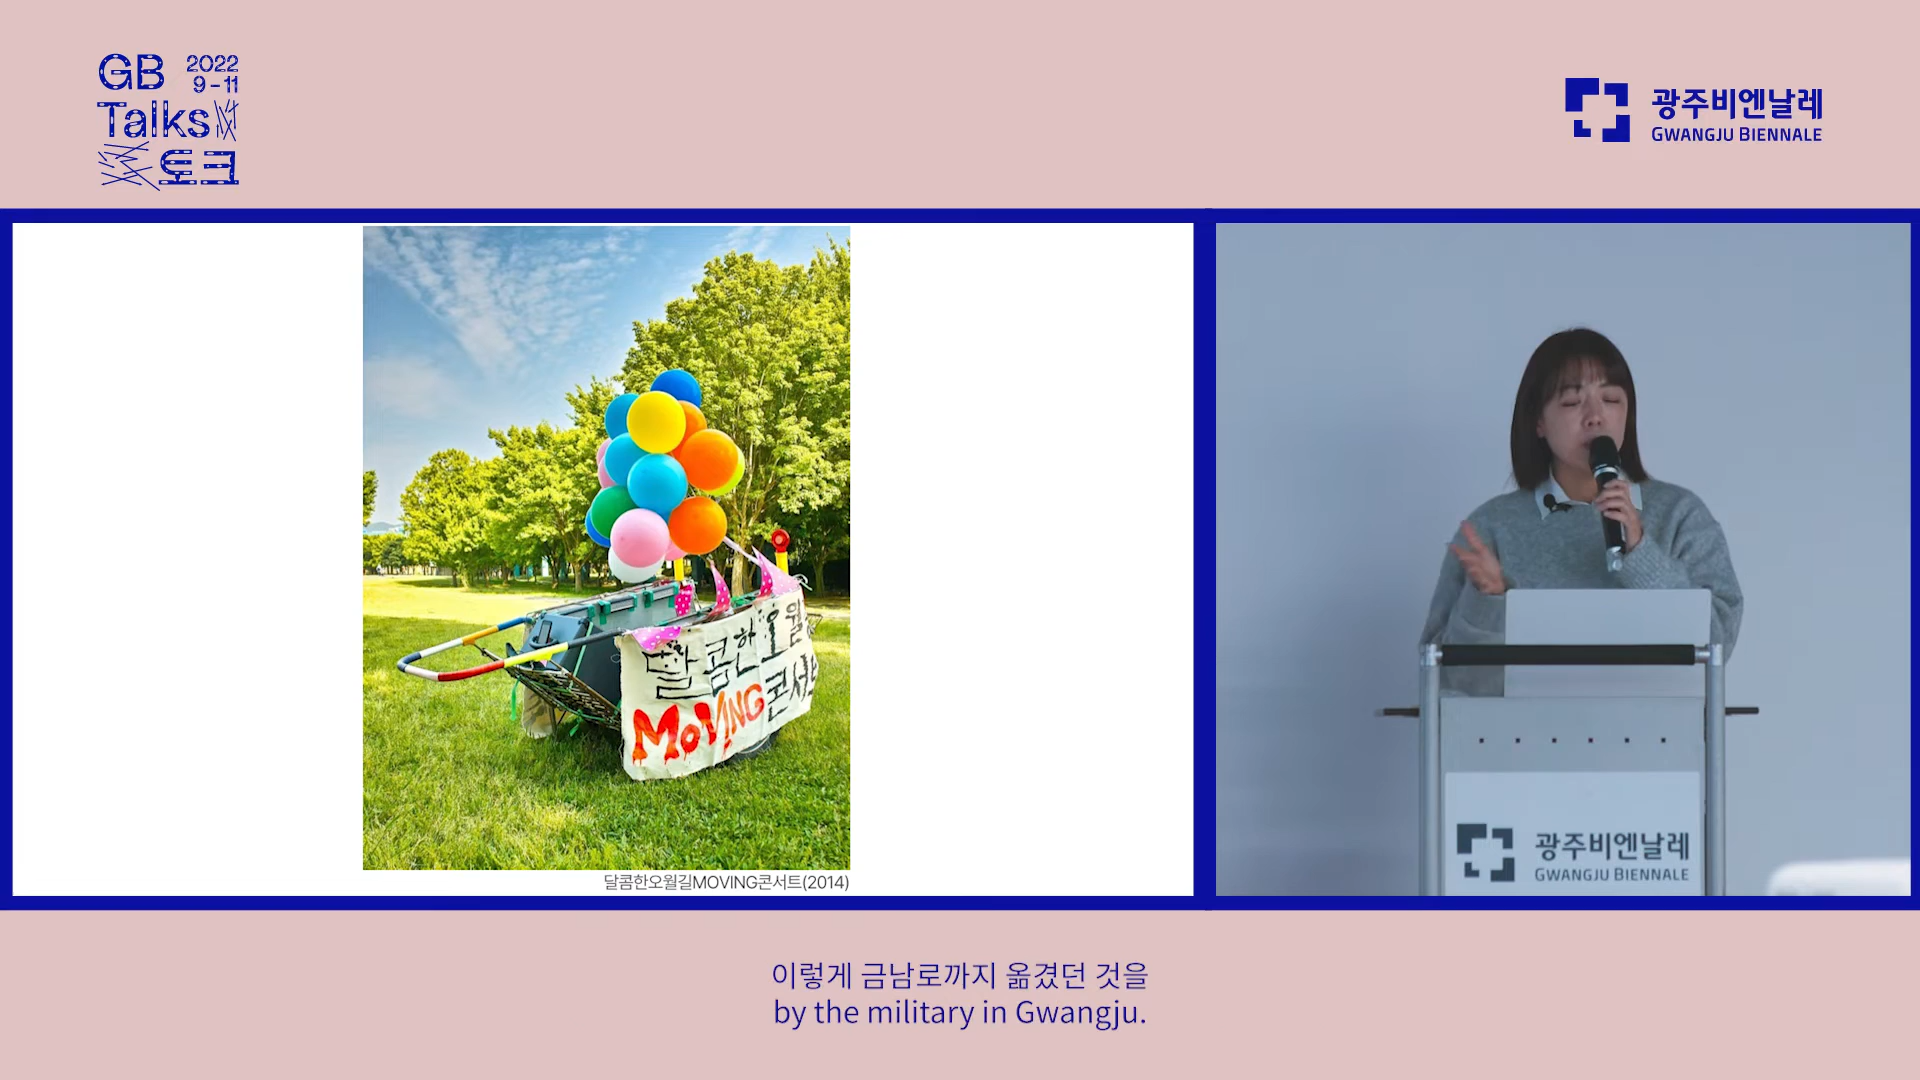 GB 2022
9-11
Talks
토크
광주비엔날레
GWANGJU BIENNALE
달콤한오월
MOVING콘서트
달콤한오월길MOVING콘서트(2014)
광주비엔날레
GWANGJU BIENNALE
이렇게 금남로까지 옮겼던 것을
by the military in Gwangju.